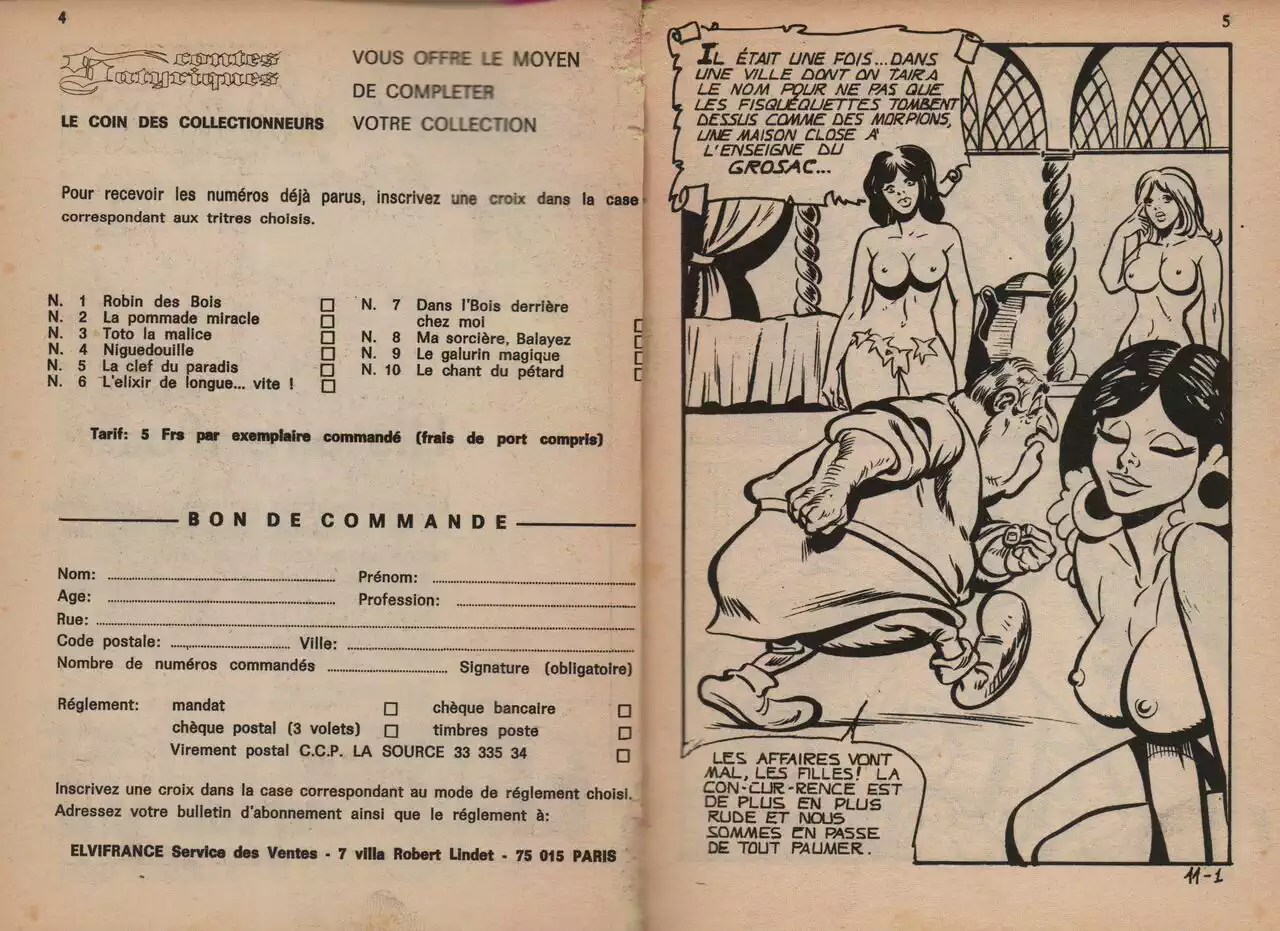 4
contes
Satyriques
VOUS OFFRE LE MOYEN
DE COMPLETER
LE COIN DES COLLECTIONNEURS
VOTRE COLLECTION
Pour recevoir les numéros déjà parus, inscrivez une croix dans la case
correspondant aux tritres choisis.
N. 1 Robin des Bois
N. 2 La pommade miracle
N. 3 Toto la malice
N. 4 Niguedouille
N. 5 La clef du paradis
N. 6 L'elixir de longue... vite !
N. 7 Dans l'Bois derrière
chez moi
N. 8 Ma sorcière, Balayez
N. 9 Le galurin magique
N. 10 Le chant du pétard
Tarif: 5 Frs par exemplaire commandé (frais de port compris)
BON DE COMMANDE
Nom: Prénom:
Age: Profession:
Rue:
Code postale: Ville:
Nombre de numéros commandés Signature (obligatoire)
Réglement: mandat chèque bancaire
chèque postal (3 volets) timbres poste
Virement postal C.C.P. LA SOURCE 33 335 34
Inscrivez une croix dans la case correspondant au mode de réglement choisi.
Adressez votre bulletin d'abonnement ainsi que le réglement à:
ELVIFRANCE Service des Ventes - 7 villa Robert Lindet - 75 015 PARIS
5
IL ÉTAIT UNE FOIS... DANS
UNE VILLE DONT ON TAIRA
LE NOM POUR NE PAS QUE
LES FISQUÉQUETTES TOMBENT
DESSUS COMME DES MORPIONS,
UNE MAISON CLOSE A'
L'ENSEIGNE DU
GROSAC...
LES AFFAIRES VONT
MAL, LES FILLES! LA
CON-CUR-RENCE EST
DE PLUS EN PLUS
RUDE ET NOUS
SOMMES EN PASSE
DE TOUT PAUMER.
11-1